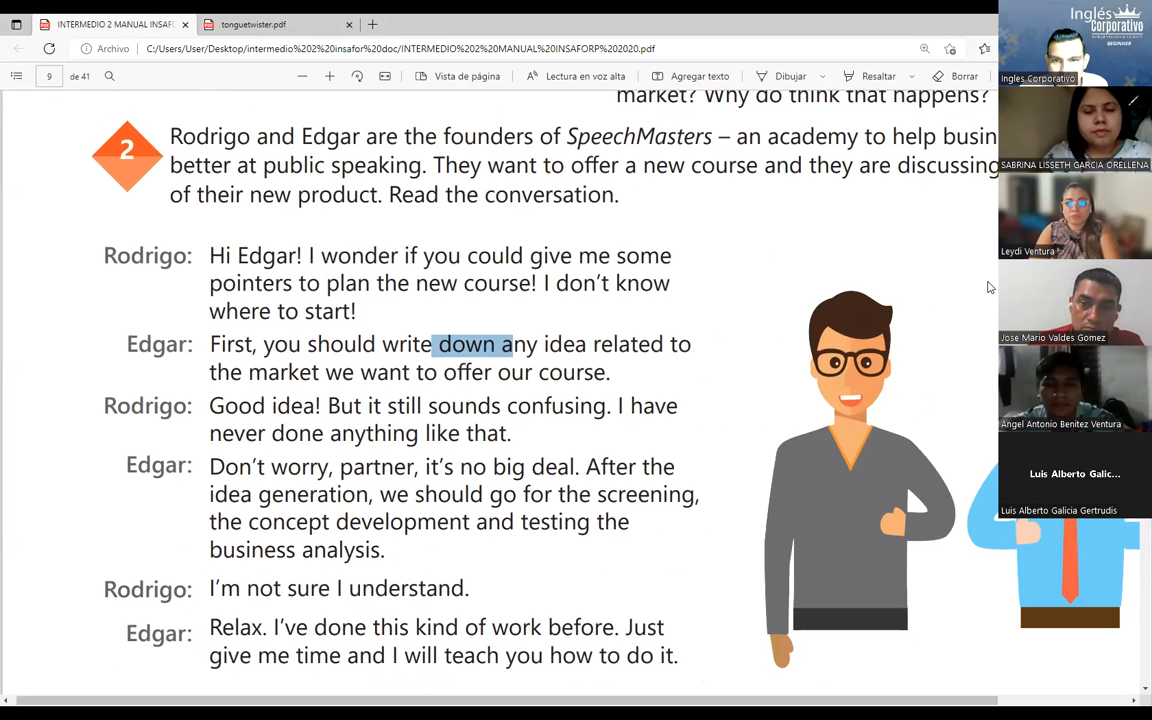 INTERMEDIO 2 MANUAL INSAFO
tonguetwister.pdf
Archivo
C:/Users/User/Desktop/intermedio%202%20insafor%20doc/INTERMEDIO%202%20MANUAL%20INSAFORP%202020.pdf
9 de 41
Vista de página
Lectura en voz alta
Agregar texto
Dibujar
Resaltar
Borrar
market? Why do think that happens?
2
Rodrigo and Edgar are the founders of SpeechMasters – an academy to help busin
better at public speaking. They want to offer a new course and they are discussing
of their new product. Read the conversation.
Rodrigo: Hi Edgar! I wonder if you could give me some
pointers to plan the new course! I don't know
where to start!
Edgar: First, you should write down any idea related to
the market we want to offer our course.
Rodrigo: Good idea! But it still sounds confusing. I have
never done anything like that.
Edgar: Don't worry, partner, it's no big deal. After the
idea generation, we should go for the screening,
the concept development and testing the
business analysis.
Rodrigo: I'm not sure I understand.
Edgar: Relax. I've done this kind of work before. Just
give me time and I will teach you how to do it.
Inglés
Corporativo
BEGINNER
Ingles Corporativo
SABRINA LISSETH GARCIA ORELLENA
Leydi Ventura
Jose Mario Valdes Gomez
Angel Antonio Benitez Ventura
Luis Alberto Galic...
Luis Alberto Galicia Gertrudis